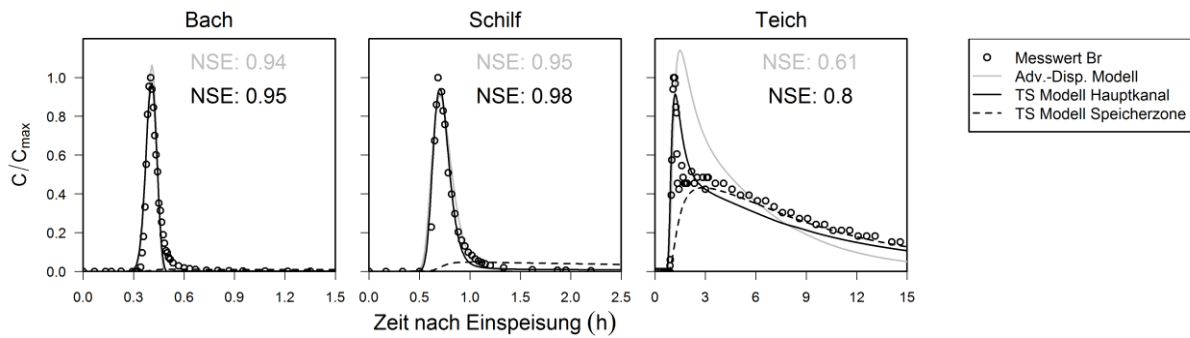 Bach
Schilf
Teich
NSE: 0.94
NSE: 0.95
NSE: 0.95
NSE: 0.98
NSE: 0.61
NSE: 0.8
Messwert Br
Adv.-Disp. Modell
TS Modell Hauptkanal
TS Modell Speicherzone
C/Cmax
1.0
0.8
0.6
0.4
0.2
0.0
0.0 0.3 0.6 0.9 1.2 1.5
0.0 0.5 1.0 1.5 2.0 2.5
0 3 6 9 12 15
Zeit nach Einspeisung (h)